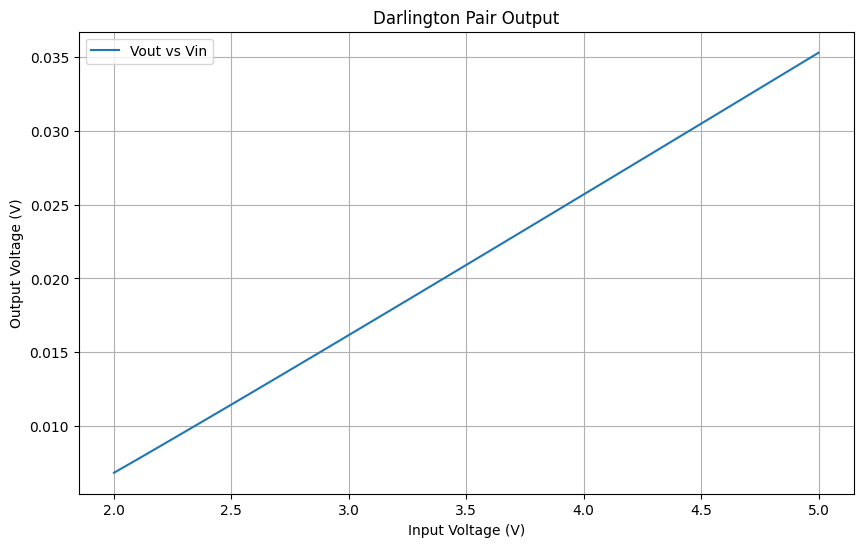 Darlington Pair Output
Vout vs Vin
Output Voltage (V)
0.035
0.030
0.025
0.020
0.015
0.010
2.0 2.5 3.0 3.5 4.0 4.5 5.0
Input Voltage (V)